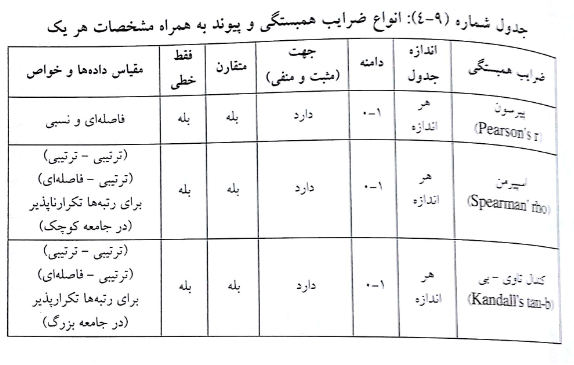 جدول شماره (۹-۴): انواع ضرایب همبستگی و پیوند به همراه مشخصات هر یک
ضرایب همبستگی | اندازه جدول | دامنه | جهت (مثبت و منفی) | متقارن | فقط خطی | مقیاس داده‌ها و خواص
پیرسون (Pearson's r) | هر اندازه | ۰-۱ | دارد | بله | بله | فاصله‌ای و نسبی
اسپیرمن (Spearman' rho) | هر اندازه | ۰-۱ | دارد | بله | بله | (ترتیبی - ترتیبی)
(ترتیبی - فاصله‌ای)
برای رتبه‌ها تکرارناپذیر
(در جامعه کوچک)
کندال تاوی - بی (Kandall's tau-b) | هر اندازه | ۰-۱ | دارد | بله | بله | (ترتیبی - ترتیبی)
(ترتیبی - فاصله‌ای)
برای رتبه‌ها تکرارپذیر
(در جامعه بزرگ)